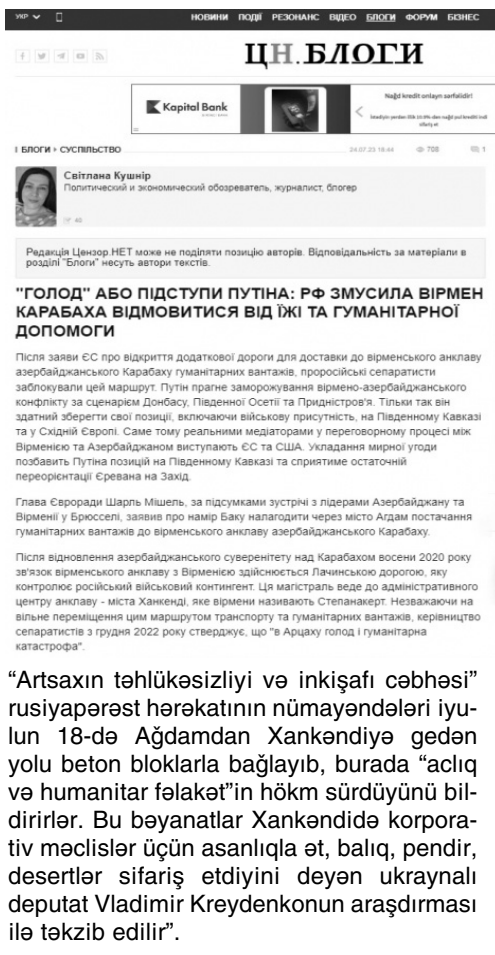 УКР
НОВИНИ ПОДІЇ РЕЗОНАНС ВІДЕО БЛОГИ ФОРУМ БІЗНЕС
ЦН.БЛОГИ
Kapital Bank
Nağd kredit onlayn sərfəlidir!
БЛОГИ › СУСПІЛЬСТВО
24.07.23 18:44 708 1
Світлана Кушнір
Политический и экономический обозреватель, журналист, блогер
46
Редакція Цензор.НЕТ може не поділяти позицію авторів. Відповідальність за матеріали в
розділі "Блоги" несуть автори текстів.
"ГОЛОД" АБО ПІДСТУПИ ПУТІНА: РФ ЗМУСИЛА ВІРМЕН
КАРАБАХА ВІДМОВИТИСЯ ВІД ЇЖІ ТА ГУМАНІТАРНОЇ
ДОПОМОГИ
Після заяви ЄС про відкриття додаткової дороги для доставки до вірменського анклаву
азербайджанського Карабаху гуманітарних вантажів, проросійські сепаратисти
заблокували цей маршрут. Путін прагне заморожування вірмено-азербайджанського
конфлікту за сценарієм Донбасу, Південної Осетії та Придністров'я. Тільки так він
здатний зберегти свої позиції, включаючи військову присутність, на Південному Кавказі
та у Східній Європі. Саме тому реальними медіаторами у переговорному процесі між
Вірменією та Азербайджаном виступають ЄС та США. Укладання мирної угоди
позбавить Путіна позицій на Південному Кавказі та сприятиме остаточній
переорієнтації Єревана на Захід.
Глава Євроради Шарль Мішель, за підсумками зустрічі з лідерами Азербайджану та
Вірменії у Брюсселі, заявив про намір Баку налагодити через місто Агдам постачання
гуманітарних вантажів до вірменського анклаву азербайджанського Карабаху.
Після відновлення азербайджанського суверенітету над Карабахом восени 2020 року
зв'язок вірменського анклаву з Вірменією здійснюється Лачинською дорогою, яку
контролює російський військовий контингент. Ця магістраль веде до адміністративного
центру анклаву - міста Ханкенді, яке вірмени називають Степанакерт. Незважаючи на
вільне переміщення цим маршрутом транспорту та гуманітарних вантажів, керівництво
сепаратистів з грудня 2022 року стверджує, що "в Арцаху голод і гуманітарна
катастрофа".
“Artsaxın təhlükəsizliyi və inkişafı cəbhəsi”
rusiyapərəst hərəkatının nümayəndələri iyu-
lun 18-də Ağdamdan Xankəndiyə gedən
yolu beton bloklarla bağlayıb, burada “aclıq
və humanitar fəlakət”in hökm sürdüyünü bil-
dirirlər. Bu bəyanatlar Xankəndidə korpora-
tiv məclislər üçün asanlıqla ət, balıq, pendir,
desertlər sifariş etdiyini deyən ukraynalı
deputat Vladimir Kreydenkonun araşdırması
ilə təkzib edilir”.